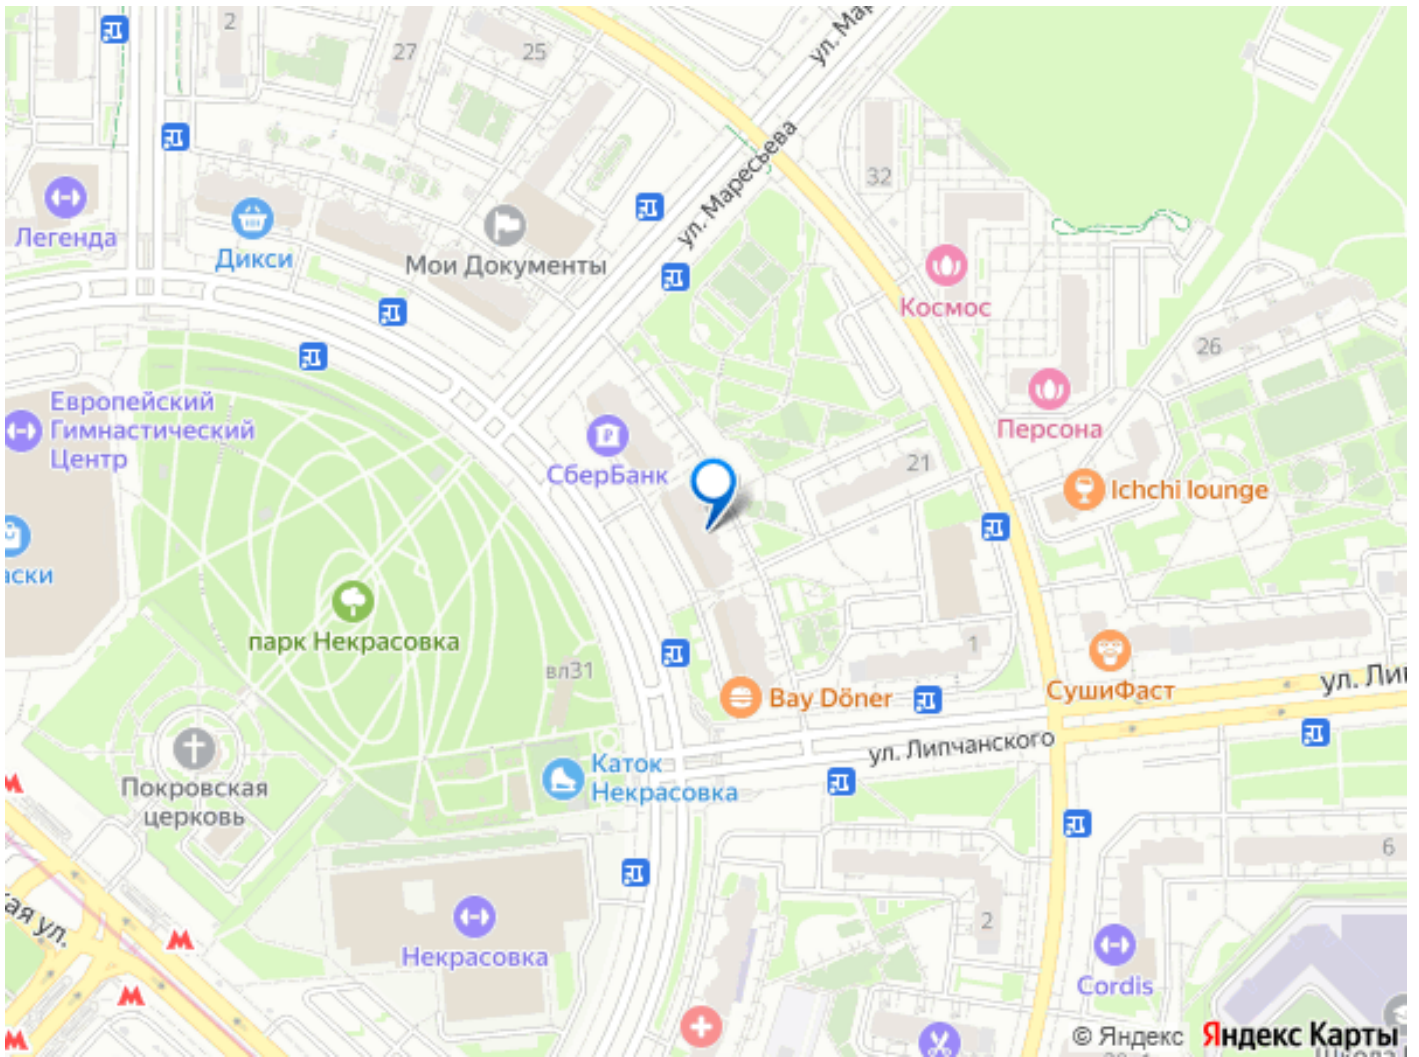 2
27
25
ул. Маресьева
32
Легенда
Дикси
Мои Документы
Космос
26
Европейский
Гимнастический
Центр
Персона
СберБанк
21
Ichchi lounge
парк Некрасовка
вл31
1
СушиФаст
Bay Döner
ул. Липчанского
Покровская
церковь
Каток
Некрасовка
6
Некрасовка
2
Cordis
© Яндекс
Яндекс Карты